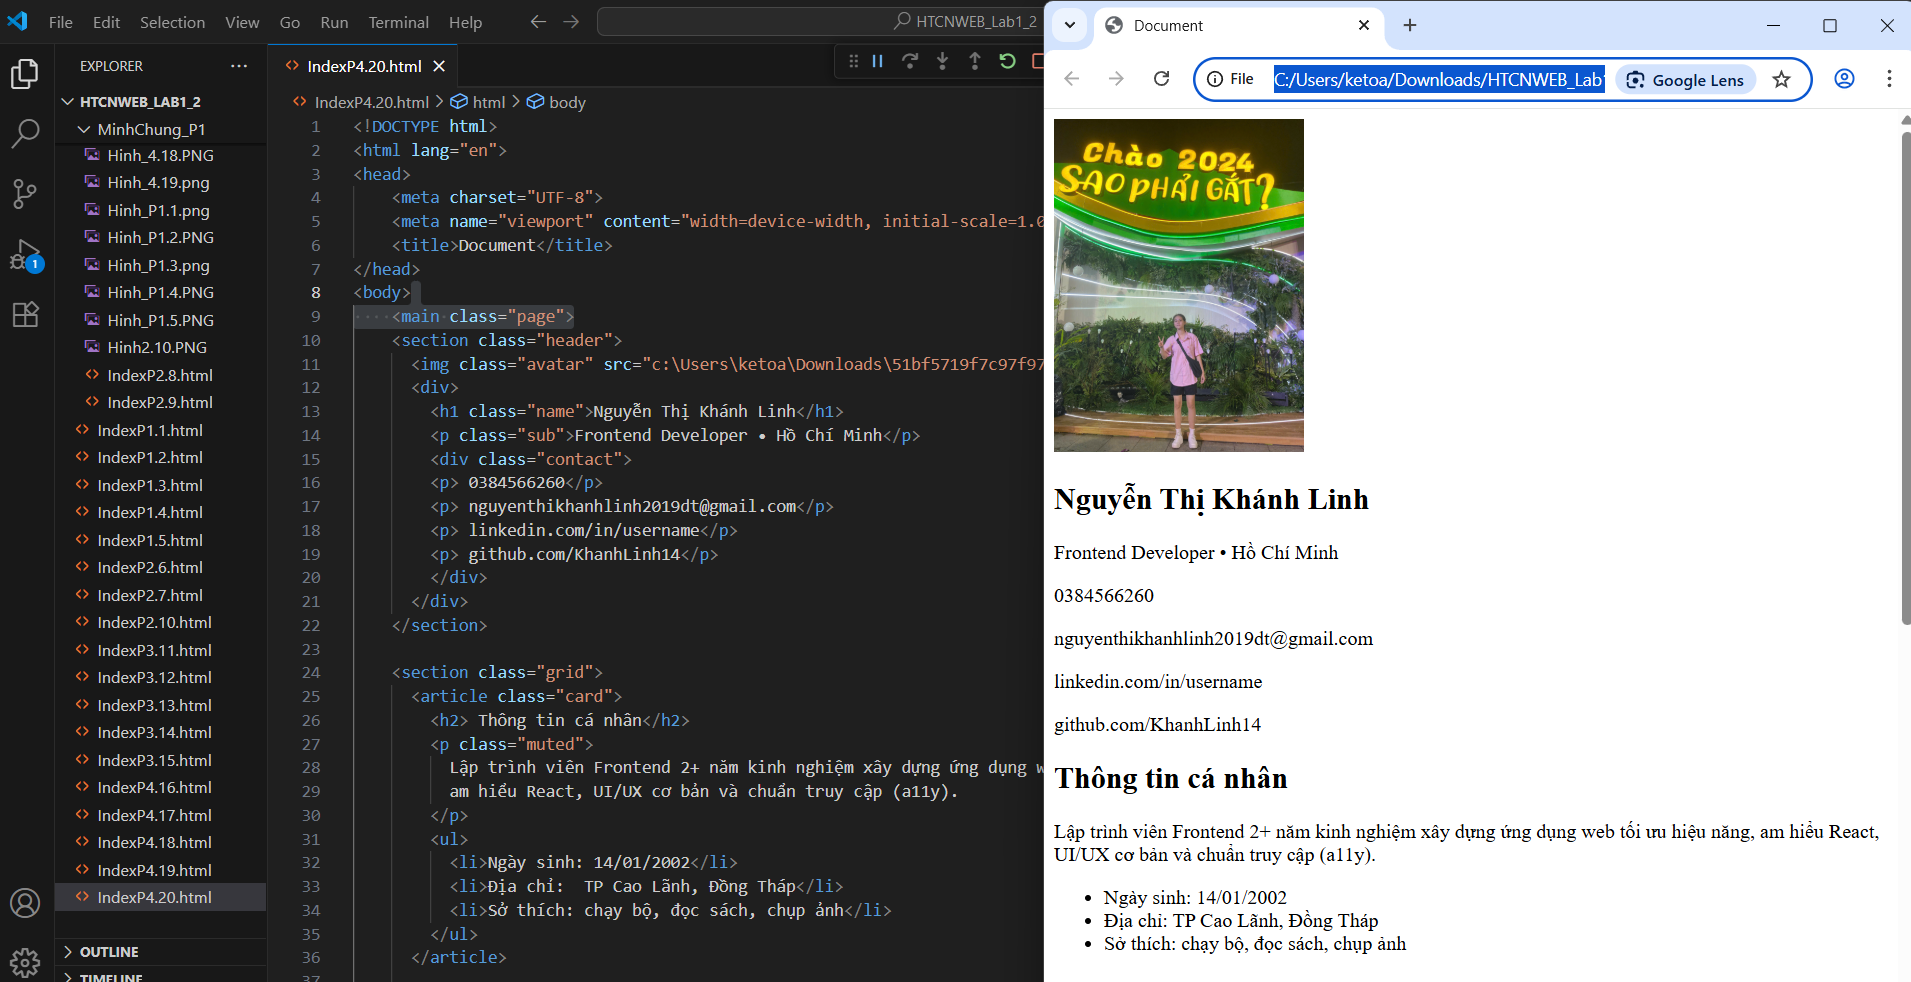 File Edit Selection View Go Run Terminal Help
HTCNWEB_Lab1_2
EXPLORER
HTCNWEB_LAB1_2
MinhChung_P1
Hinh_4.18.PNG
Hinh_4.19.png
Hinh_P1.1.png
Hinh_P1.2.PNG
Hinh_P1.3.png
Hinh_P1.4.PNG
Hinh_P1.5.PNG
Hinh2.10.PNG
IndexP2.8.html
IndexP2.9.html
IndexP1.1.html
IndexP1.2.html
IndexP1.3.html
IndexP1.4.html
IndexP1.5.html
IndexP2.6.html
IndexP2.7.html
IndexP2.10.html
IndexP3.11.html
IndexP3.12.html
IndexP3.13.html
IndexP3.14.html
IndexP3.15.html
IndexP4.16.html
IndexP4.17.html
IndexP4.18.html
IndexP4.19.html
IndexP4.20.html
OUTLINE
TIMELINE
1
IndexP4.20.html
IndexP4.20.html > html > body
1 <!DOCTYPE html>
2 <html lang="en">
3 <head>
4 <meta charset="UTF-8">
5 <meta name="viewport" content="width=device-width, initial-scale=1.0
6 <title>Document</title>
7 </head>
8 <body>
9 <main class="page">
10 <section class="header">
11 <img class="avatar" src="c:\Users\ketoa\Downloads\51bf5719f7c97f97
12 <div>
13 <h1 class="name">Nguyễn Thị Khánh Linh</h1>
14 <p class="sub">Frontend Developer • Hồ Chí Minh</p>
15 <div class="contact">
16 <p> 0384566260</p>
17 <p> nguyenthikhanhlinh2019dt@gmail.com</p>
18 <p> linkedin.com/in/username</p>
19 <p> github.com/KhanhLinh14</p>
20 </div>
21 </div>
22 </section>
23
24 <section class="grid">
25 <article class="card">
26 <h2> Thông tin cá nhân</h2>
27 <p class="muted">
28 Lập trình viên Frontend 2+ năm kinh nghiệm xây dựng ứng dụng w
29 am hiểu React, UI/UX cơ bản và chuẩn truy cập (a11y).
30 </p>
31 <ul>
32 <li>Ngày sinh: 14/01/2002</li>
33 <li>Địa chỉ:  TP Cao Lãnh, Đồng Tháp</li>
34 <li>Sở thích: chạy bộ, đọc sách, chụp ảnh</li>
35 </ul>
36 </article>
37
Document
File C:/Users/ketoa/Downloads/HTCNWEB_Lab1 Google Lens
Chào 2024
SAO PHẢI GẮT?
Nguyễn Thị Khánh Linh
Frontend Developer • Hồ Chí Minh
0384566260
nguyenthikhanhlinh2019dt@gmail.com
linkedin.com/in/username
github.com/KhanhLinh14
Thông tin cá nhân
Lập trình viên Frontend 2+ năm kinh nghiệm xây dựng ứng dụng web tối ưu hiệu năng, am hiểu React,
UI/UX cơ bản và chuẩn truy cập (a11y).
• Ngày sinh: 14/01/2002
• Địa chỉ: TP Cao Lãnh, Đồng Tháp
• Sở thích: chạy bộ, đọc sách, chụp ảnh